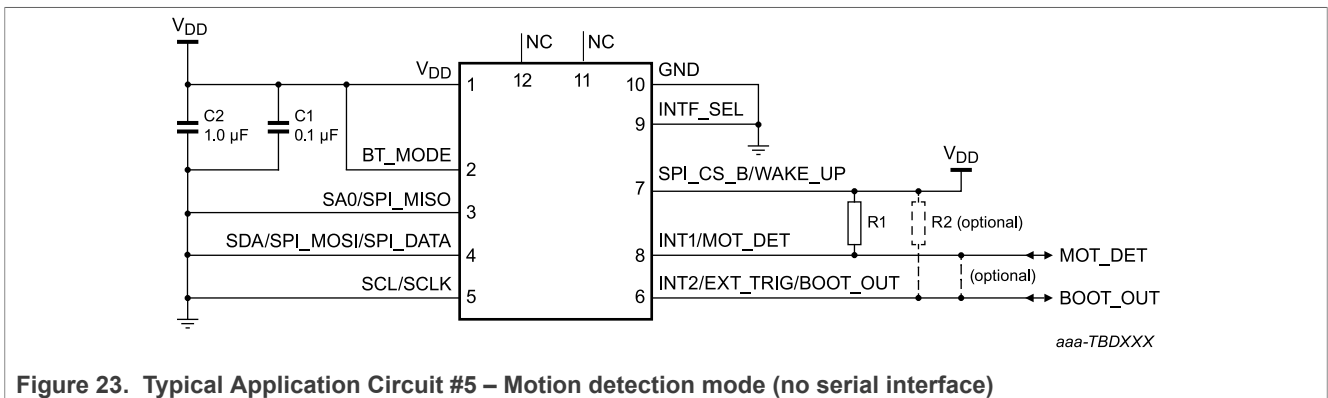 VDD
NC
NC
VDD
1
12
11
10
GND
C2
1.0 µF
C1
0.1 µF
9
INTF_SEL
BT_MODE
2
VDD
SPI_CS_B/WAKE_UP
7
SA0/SPI_MISO
3
R1
R2 (optional)
SDA/SPI_MOSI/SPI_DATA
4
INT1/MOT_DET
8
MOT_DET
(optional)
SCL/SCLK
5
INT2/EXT_TRIG/BOOT_OUT
6
BOOT_OUT
aaa-TBDXXX
Figure 23. Typical Application Circuit #5 – Motion detection mode (no serial interface)